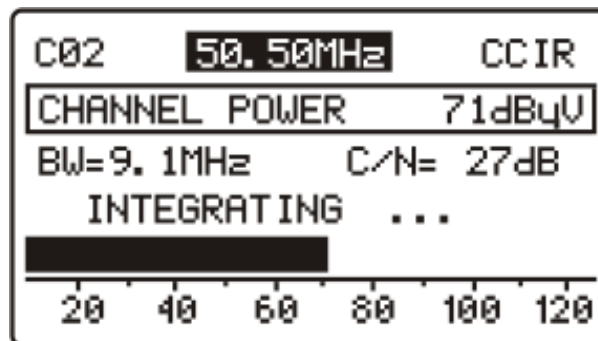 C02 50.50MHz CCIR
CHANNEL POWER 71dBμV
BW=9.1MHz C/N= 27dB
INTEGRATING ...
20 40 60 80 100 120